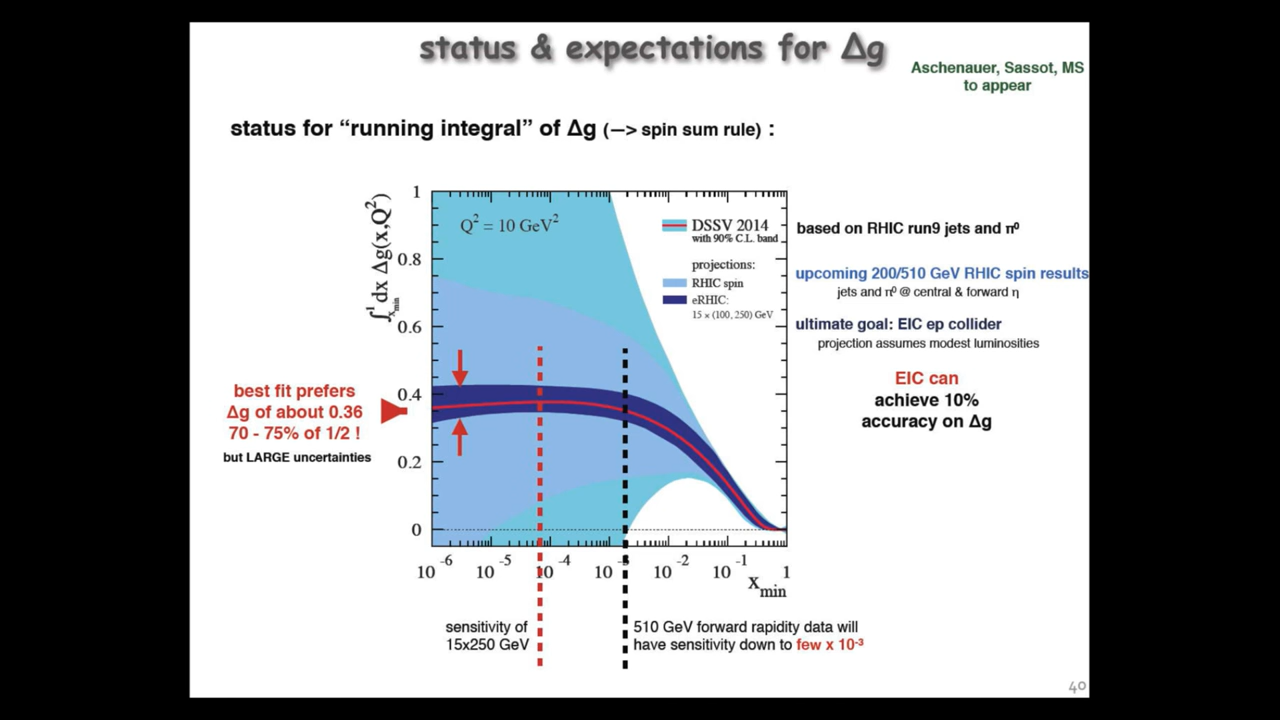 status & expectations for Δg
Aschenauer, Sassot, MS
to appear
status for “running integral” of Δg (—> spin sum rule) :
∫¹ₓₘᵢₙ dx Δg(x,Q²)
1
0.8
0.6
0.4
0.2
0
Q² = 10 GeV²
DSSV 2014
with 90% C.L. band
projections:
RHIC spin
eRHIC:
15 × (100, 250) GeV
based on RHIC run9 jets and π⁰
upcoming 200/510 GeV RHIC spin results
jets and π⁰ @ central & forward η
ultimate goal: EIC ep collider
projection assumes modest luminosities
EIC can
achieve 10%
accuracy on Δg
best fit prefers
Δg of about 0.36
70 - 75% of 1/2 !
but LARGE uncertainties
10⁻⁶ 10⁻⁵ 10⁻⁴ 10⁻³ 10⁻² 10⁻¹ 1
xₘᵢₙ
sensitivity of
15x250 GeV
510 GeV forward rapidity data will
have sensitivity down to few x 10⁻³
40